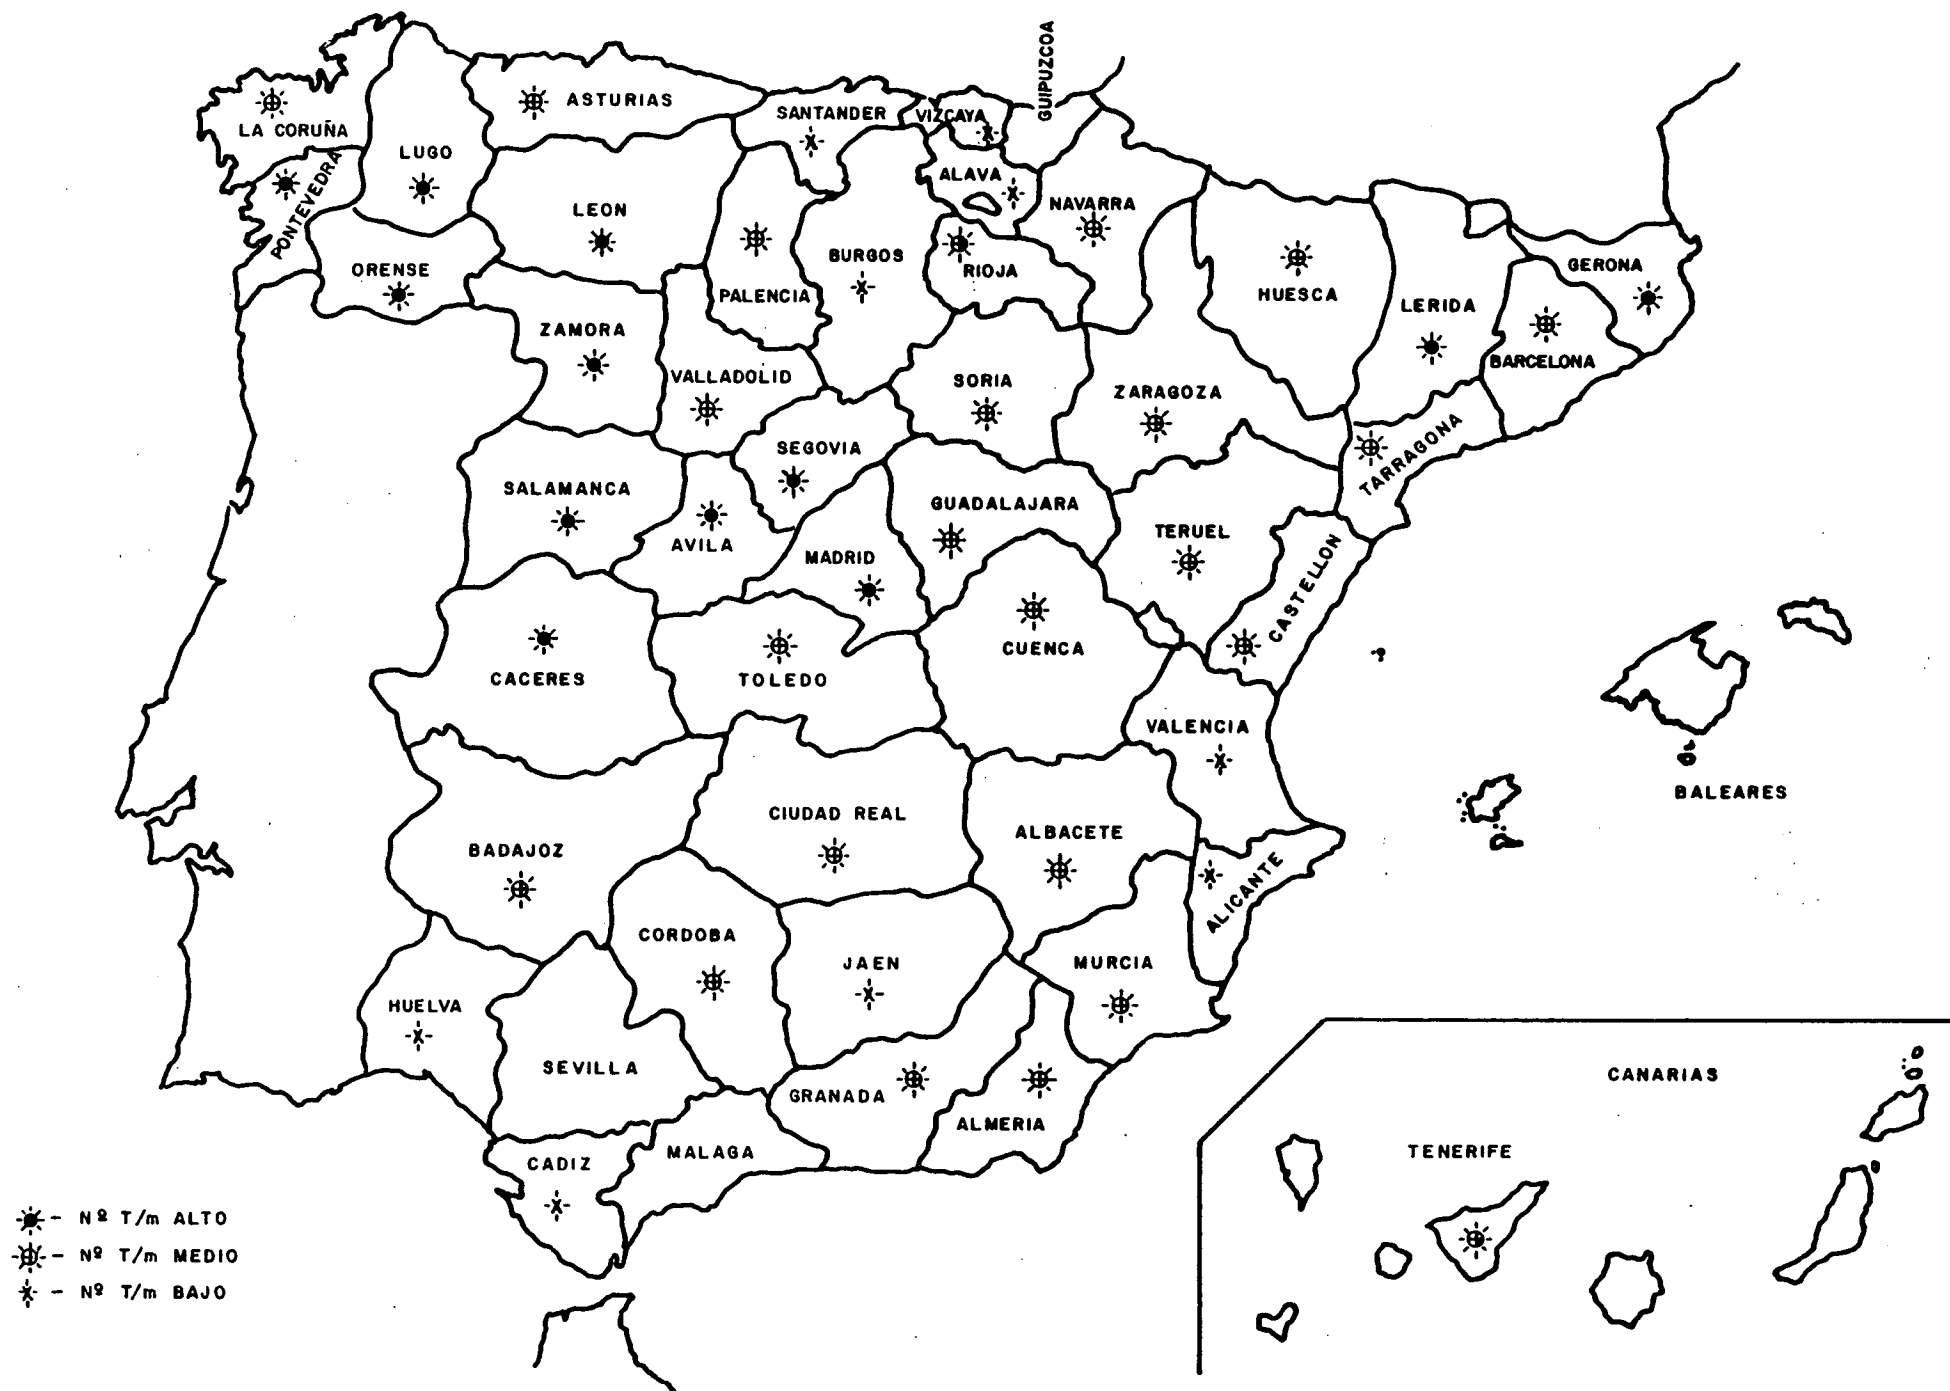 GUIPUZCOA
ASTURIAS
SANTANDER
VIZCAYA
LA CORUÑA
LUGO
PONTEVEDRA
ALAVA
NAVARRA
LEON
BURGOS
RIOJA
ORENSE
PALENCIA
HUESCA
GERONA
LERIDA
ZAMORA
BARCELONA
VALLADOLID
SORIA
ZARAGOZA
TARRAGONA
SEGOVIA
SALAMANCA
GUADALAJARA
AVILA
MADRID
TERUEL
CASTELLON
CUENCA
CACERES
TOLEDO
VALENCIA
BALEARES
CIUDAD REAL
ALBACETE
BADAJOZ
ALICANTE
CORDOBA
JAEN
MURCIA
HUELVA
SEVILLA
GRANADA
ALMERIA
CANARIAS
CADIZ
MALAGA
TENERIFE
- Nº T/m ALTO
- Nº T/m MEDIO
- Nº T/m BAJO